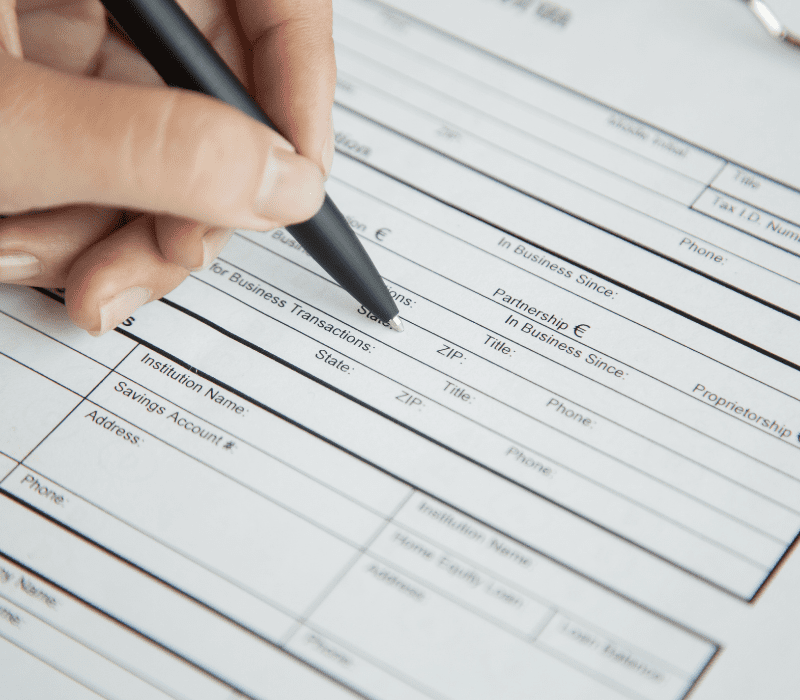 Middle Initial:
Title
ZIP:
Tax I.D. Num
Phone:
In Business Since:
€
Partnership €
In Business Since:
Proprietorship
State:
ZIP:
Title:
Phone:
for Business Transactions:
State:
ZIP:
Title:
Phone:
Institution Name:
Savings Account #:
Address:
Phone:
Institution Name
Home Equity Loan
Loan Balance
Address
Phone:
Name: